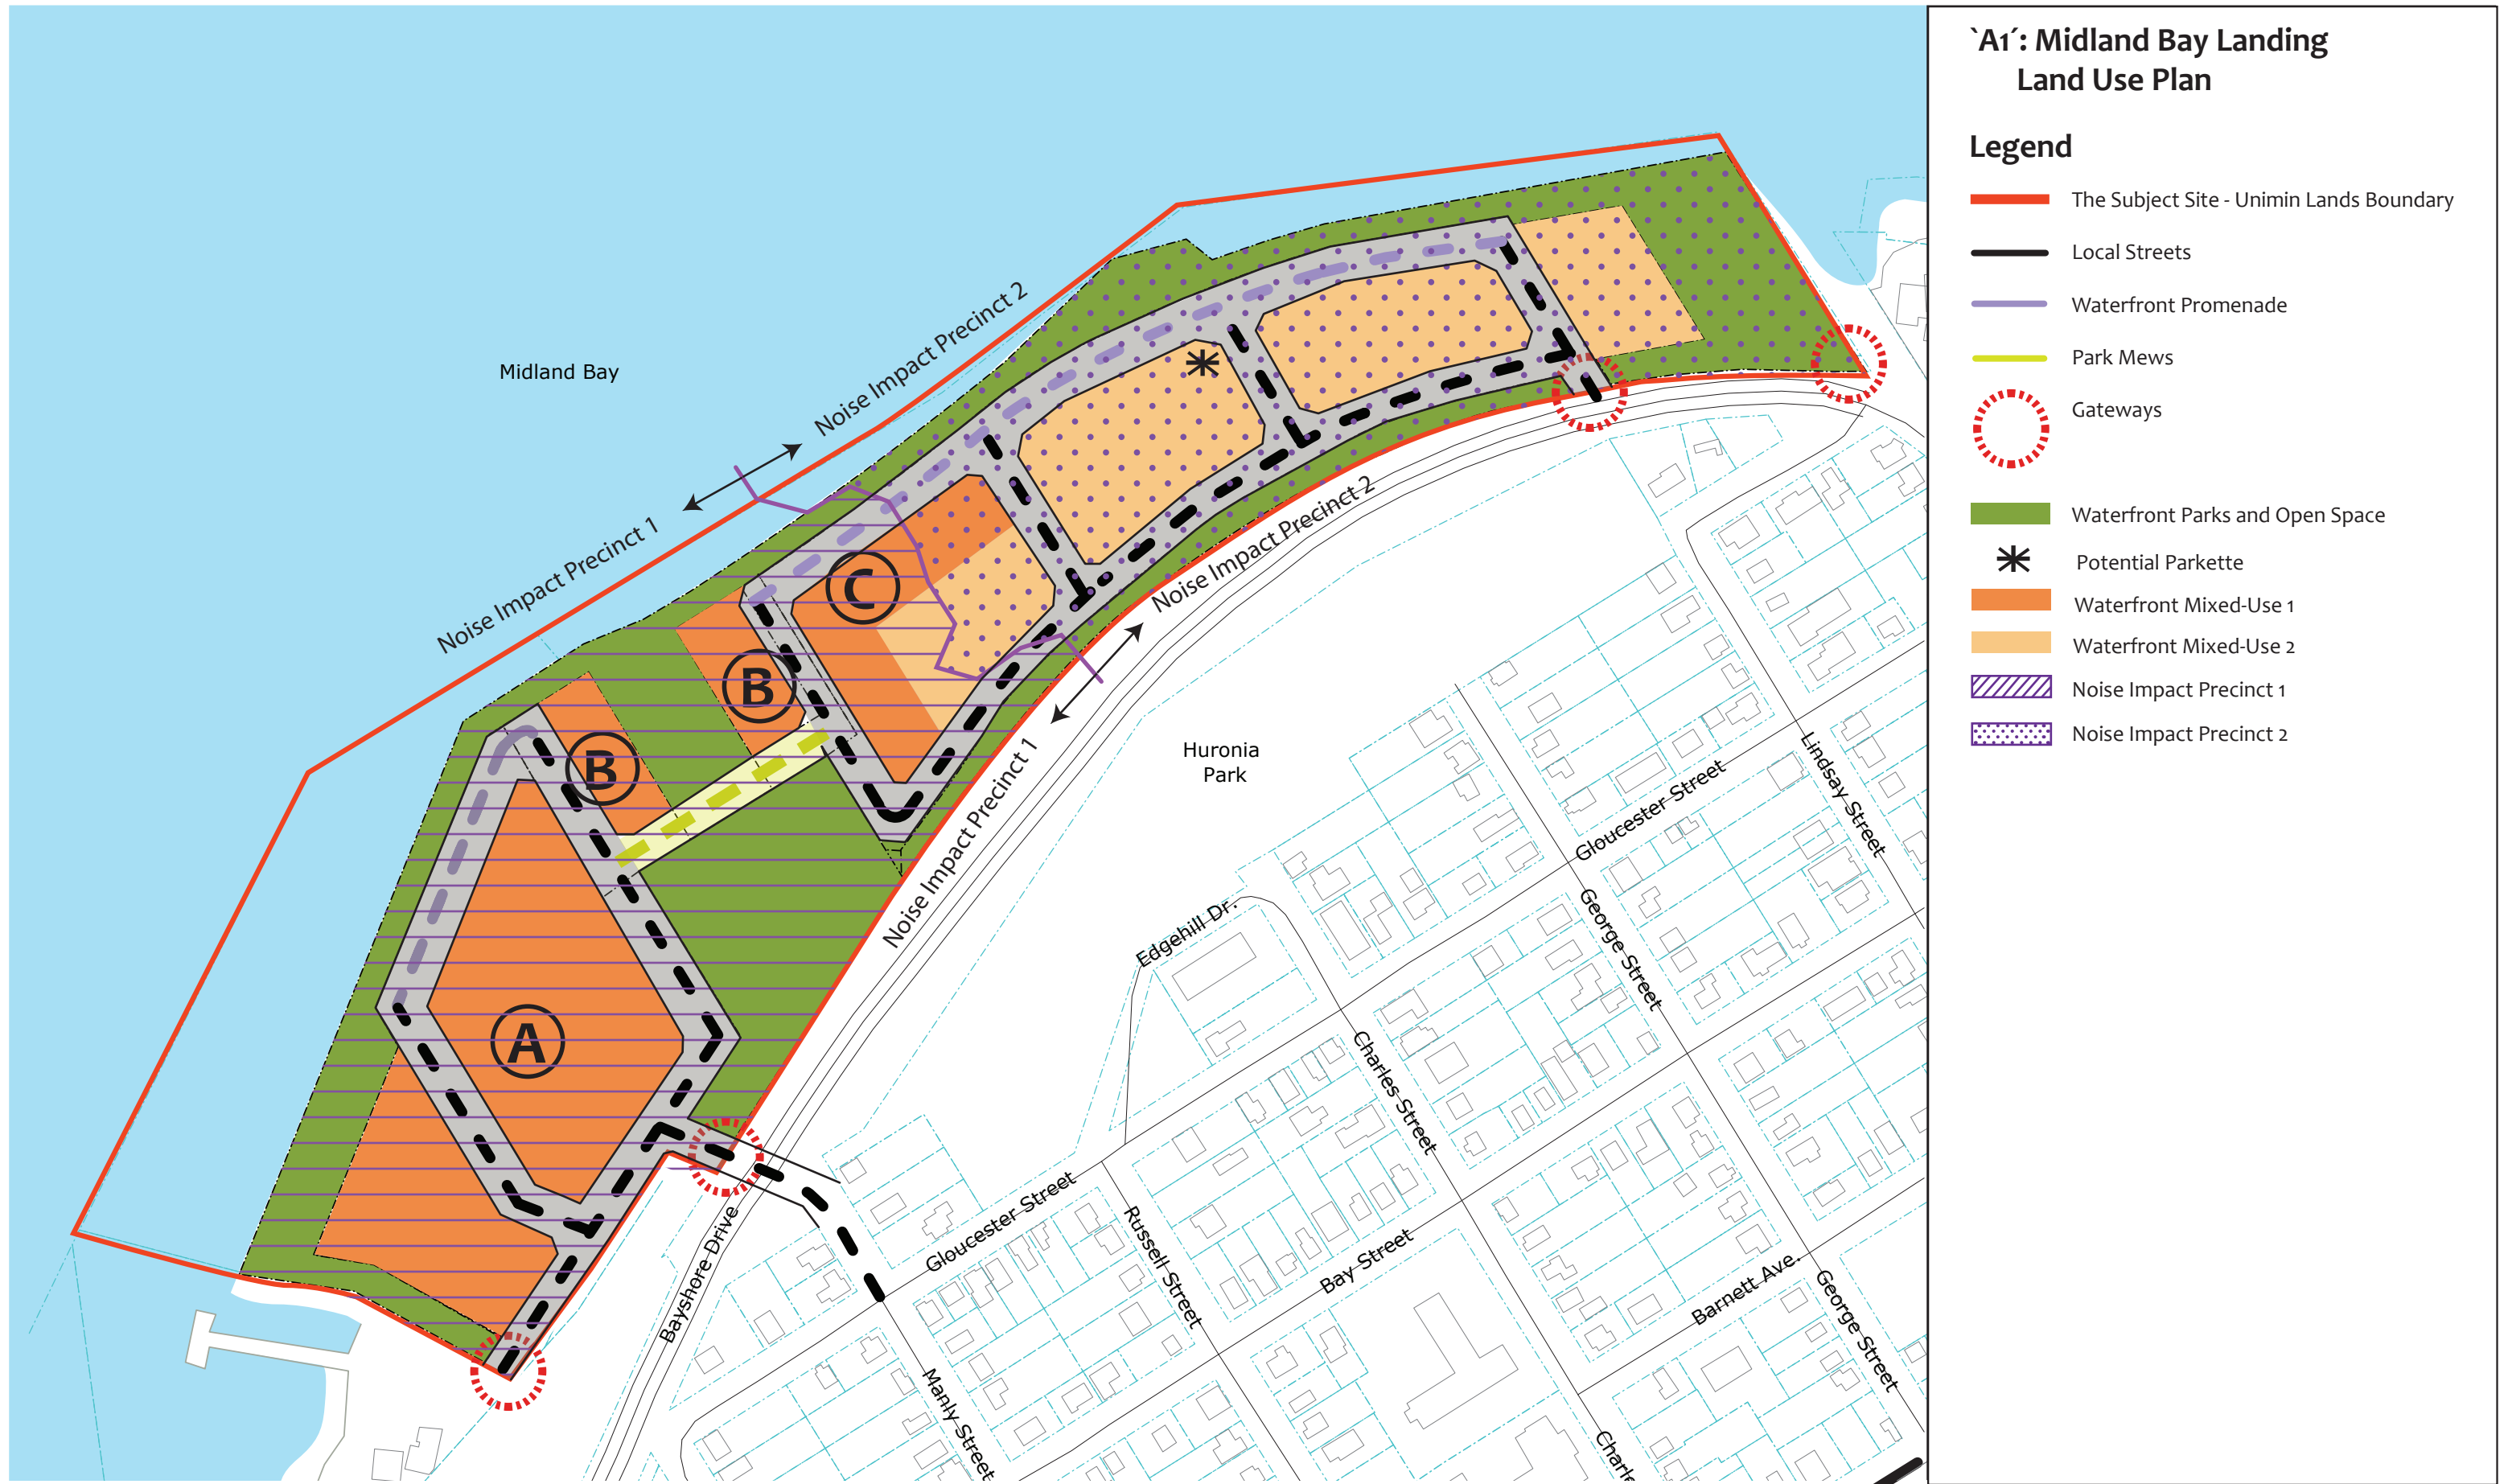 `A1´: Midland Bay Landing
Land Use Plan
Legend
The Subject Site - Unimin Lands Boundary
Local Streets
Waterfront Promenade
Park Mews
Gateways
Waterfront Parks and Open Space
Potential Parkette
Waterfront Mixed-Use 1
Waterfront Mixed-Use 2
Noise Impact Precinct 1
Noise Impact Precinct 2
Midland Bay
Noise Impact Precinct 2
Noise Impact Precinct 1
Noise Impact Precinct 2
Noise Impact Precinct 1
C
B
B
A
Huronia
Park
Edgehill Dr.
Gloucester Street
Lindsay Street
George Street
Charles Street
Gloucester Street
Russell Street
Bay Street
Barnett Ave.
George Street
Bayshore Drive
Manly Street
Charle